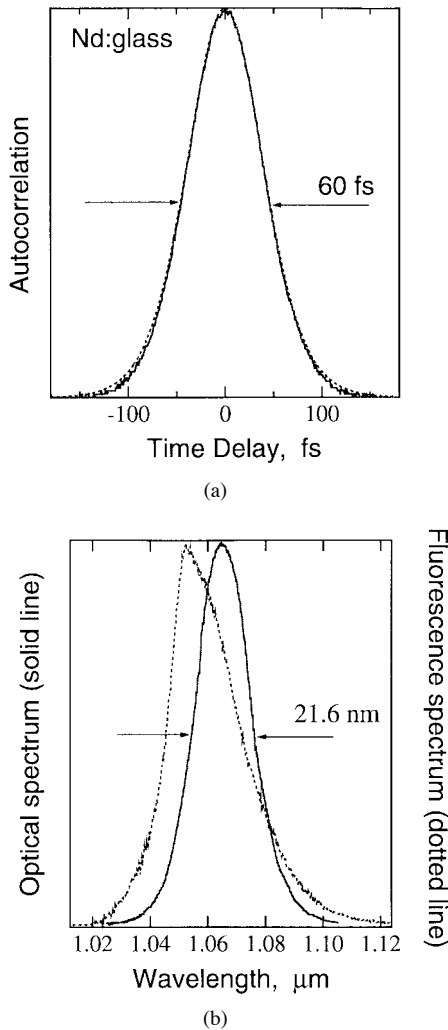 Nd:glass
Autocorrelation
60 fs
-100
0
100
Time Delay, fs
(a)
Optical spectrum (solid line)
Fluorescence spectrum (dotted line)
21.6 nm
1.02
1.04
1.06
1.08
1.10
1.12
Wavelength, μm
(b)